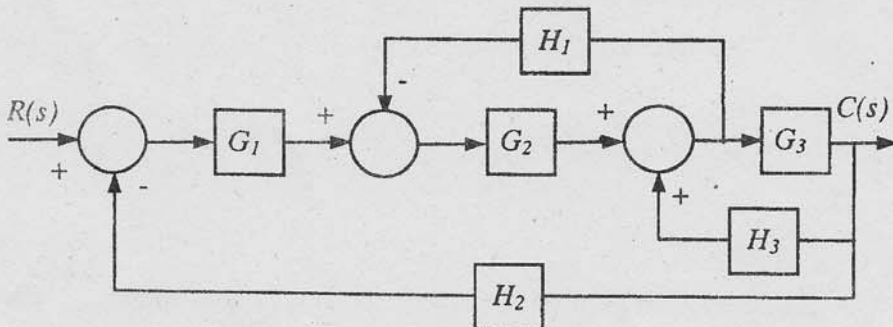 H1
-
R(s)
+
G1
+
G2
+
G3
C(s)
+
-
+
H3
H2